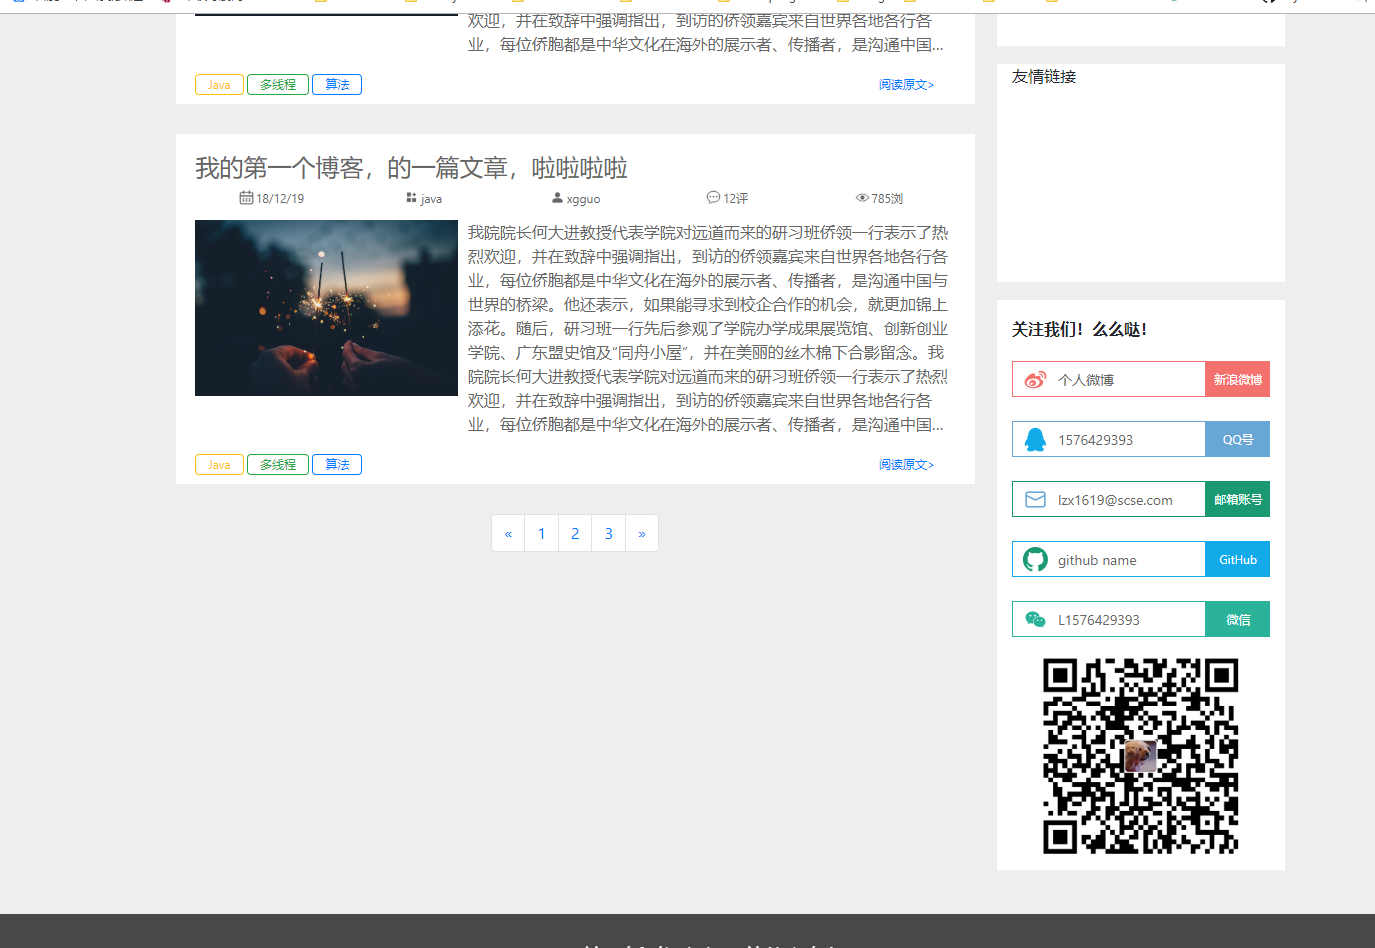 欢迎，并在致辞中强调指出，到访的侨领嘉宾来自世界各地各行各
业，每位侨胞都是中华文化在海外的展示者、传播者，是沟通中国...
Java 多线程 算法 阅读原文>
我的第一个博客，的一篇文章，啦啦啦啦
18/12/19 java xgguo 12评 785浏
我院院长何大进教授代表学院对远道而来的研习班侨领一行表示了热
烈欢迎，并在致辞中强调指出，到访的侨领嘉宾来自世界各地各行各
业，每位侨胞都是中华文化在海外的展示者、传播者，是沟通中国与
世界的桥梁。他还表示，如果能寻求到校企合作的机会，就更加锦上
添花。随后，研习班一行先后参观了学院办学成果展览馆、创新创业
学院、广东盟史馆及“同舟小屋”，并在美丽的丝木棉下合影留念。我
院院长何大进教授代表学院对远道而来的研习班侨领一行表示了热烈
欢迎，并在致辞中强调指出，到访的侨领嘉宾来自世界各地各行各
业，每位侨胞都是中华文化在海外的展示者、传播者，是沟通中国...
Java 多线程 算法 阅读原文>
« 1 2 3 »
友情链接
关注我们！么么哒！
个人微博 新浪微博
1576429393 QQ号
lzx1619@scse.com 邮箱账号
github name GitHub
L1576429393 微信